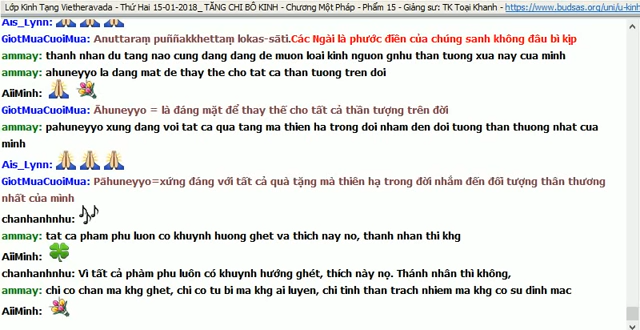 Lớp Kinh Tạng Vietheravada - Thứ Hai 15-01-2018_ TĂNG CHI BỘ KINH - Chương Một Pháp - Phẩm 15 - Giảng sư: TK Toại Khanh - https://www.budsas.org/uni/u-kinh
Ais_Lynn:
GiotMuaCuoiMua: Anuttaraṃ puññakkhettaṃ lokas-sāti.Các Ngài là phước điền của chúng sanh không đâu bì kịp
ammay: thanh nhan du tang nao cung dang dang de muon loai kinh nguon gnhu than tuong xua nay cua minh
ammay: ahuneyyo la dang mat de thay the cho tat ca than tuong tren doi
AiiMinh:
GiotMuaCuoiMua: Āhuneyyo = là đáng mặt để thay thế cho tất cả thần tượng trên đời
ammay: pahuneyyo xung dang voi tat ca qua tang ma thien ha trong doi nham den doi tuong than thuong nhat cua
minh
Ais_Lynn:
GiotMuaCuoiMua: Pāhuneyyo=xứng đáng với tất cả quà tặng mà thiên hạ trong đời nhắm đến đối tượng thân thương
nhất của mình
chanhanhnhu:
ammay: tat ca pham phu luon co khuynh huong ghet va thich nay no, thanh nhan thi khg
AiiMinh:
chanhanhnhu: Vì tất cả phàm phu luôn có khuynh hướng ghét, thích này nọ. Thánh nhân thì không,
ammay: chi co chan ma khg ghet, chi co tu bi ma khg ai luyen, chi tinh than trach nhiem ma khg co su dinh mac
AiiMinh: